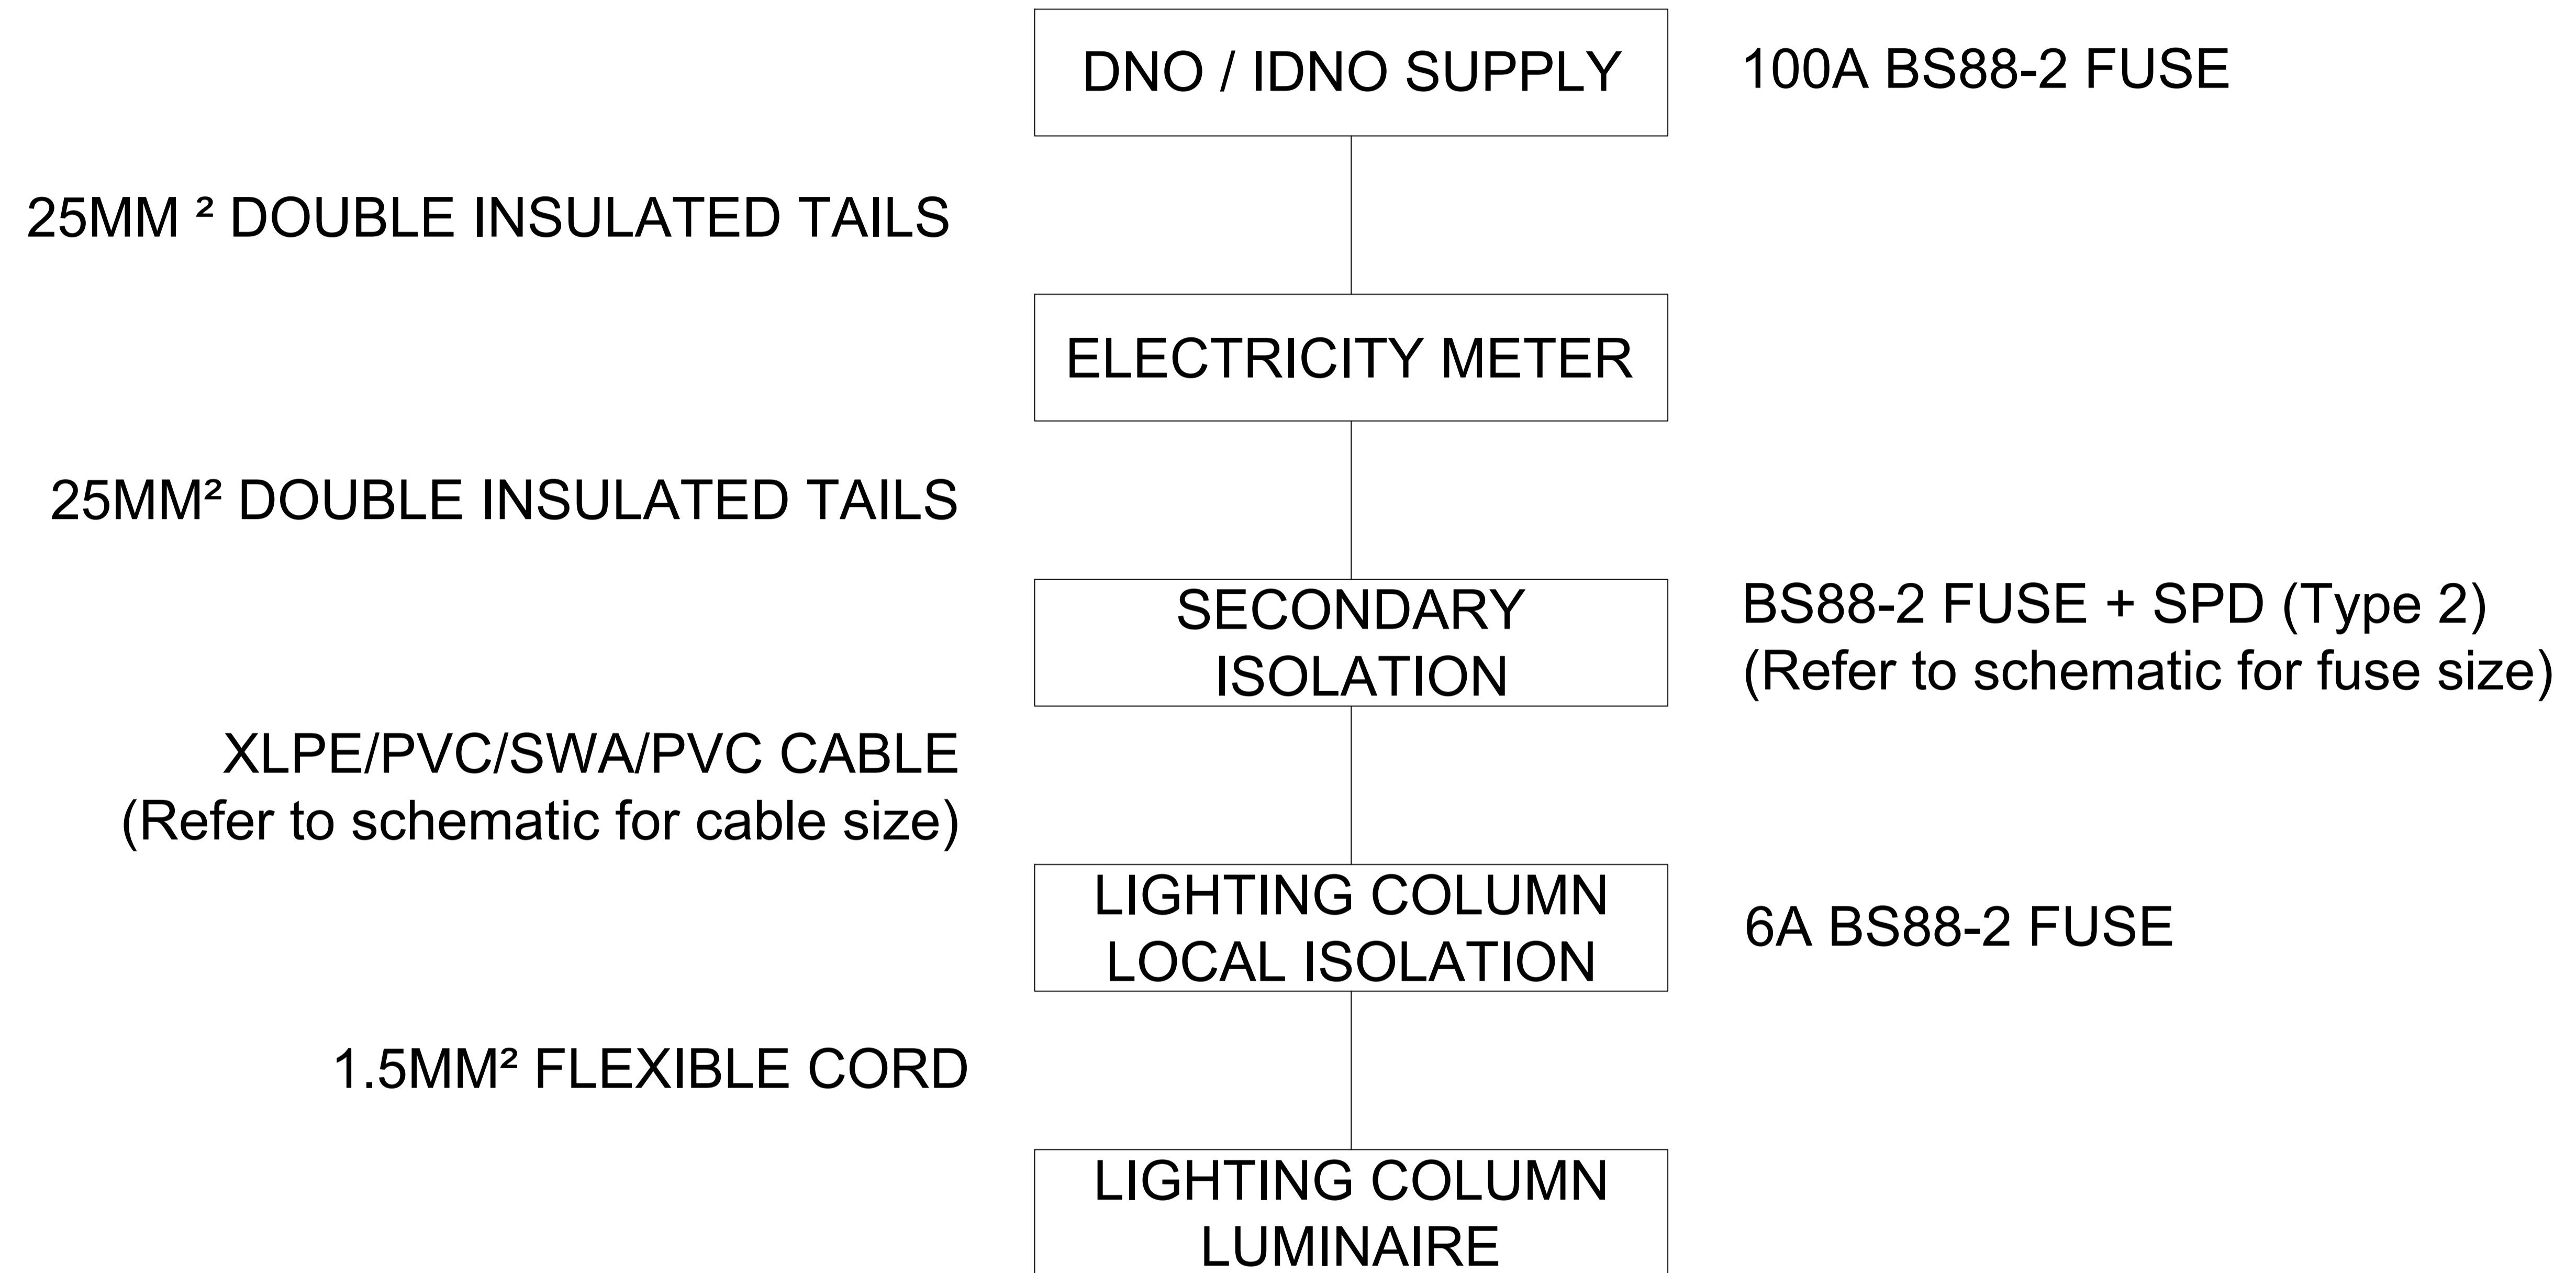 DNO / IDNO SUPPLY
100A BS88-2 FUSE
25MM ² DOUBLE INSULATED TAILS
ELECTRICITY METER
25MM² DOUBLE INSULATED TAILS
SECONDARY
ISOLATION
BS88-2 FUSE + SPD (Type 2)
(Refer to schematic for fuse size)
XLPE/PVC/SWA/PVC CABLE
(Refer to schematic for cable size)
LIGHTING COLUMN
LOCAL ISOLATION
6A BS88-2 FUSE
1.5MM² FLEXIBLE CORD
LIGHTING COLUMN
LUMINAIRE